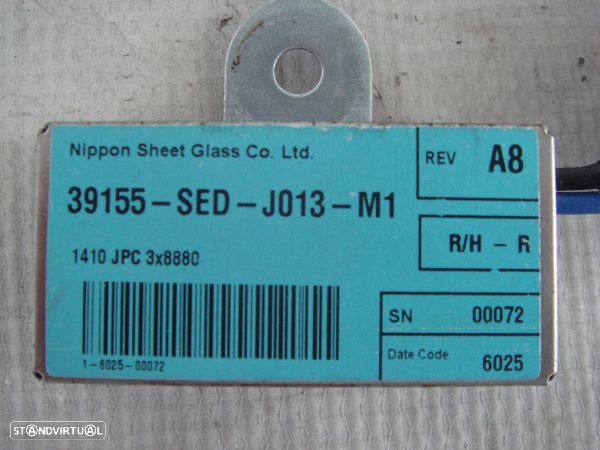 Nippon Sheet Glass Co. Ltd.
REV A8
39155-SED-J013-M1
R/H - R
1410 JPC 3x8880
SN 00072
1-6025-00072
Date Code 6025
STANDVIRTUAL